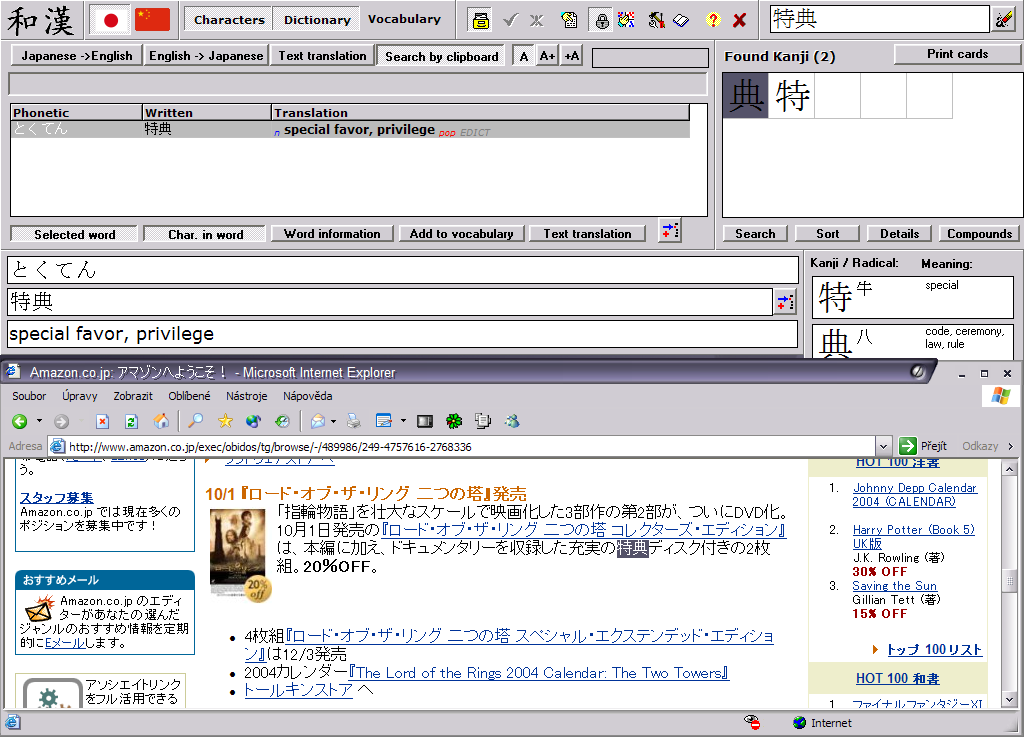 和漢
Characters
Dictionary
Vocabulary
?
特典
Japanese ->English
English -> Japanese
Text translation
Search by clipboard
A
A+
+A
Found Kanji (2)
Print cards
典 特
Phonetic Written Translation
とくてん 特典 n special favor, privilege pop EDICT
Selected word
Char. in word
Word information
Add to vocabulary
Text translation
Search
Sort
Details
Compounds
とくてん
特典
special favor, privilege
Kanji / Radical: Meaning:
特 牛 special
典 八 code, ceremony,
law, rule
Amazon.co.jp: アマゾンへようこそ！ - Microsoft Internet Explorer
Soubor Úpravy Zobrazit Oblíbené Nástroje Nápověda
Adresa http://www.amazon.co.jp/exec/obidos/tg/browse/-/489986/249-4757616-2768336 Přejít Odkazy
う。
スタッフ募集
Amazon.co.jp では現在多くの
ポジションを募集中です！
おすすめメール
Amazon.co.jp のエディ
ターがあなたの選んだ
ジャンルのおすすめ情報を定期
的にEメールします。
アソシエイトリンク
をフル活用できる
10/1 『ロード・オブ・ザ・リング 二つの塔』発売
「指輪物語」を壮大なスケールで映画化した3部作の第2部が、ついにDVD化。
10月1日発売の『ロード・オブ・ザ・リング 二つの塔 コレクターズ・エディション』
は、本編に加え、ドキュメンタリーを収録した充実の特典ディスク付きの2枚
組。20%OFF。
20%
off
• 4枚組『ロード・オブ・ザ・リング 二つの塔 スペシャル・エクステンデッド・エディショ
ン』は12/3発売
• 2004カレンダー『The Lord of the Rings 2004 Calendar: The Two Towers』
• トールキンストア へ
HOT 100 洋書
1. Johnny Depp Calendar
2004 (CALENDAR)
2. Harry Potter (Book 5)
UK版
J.K. Rowling (著)
30% OFF
3. Saving the Sun
Gillian Tett (著)
15% OFF
トップ 100リスト
HOT 100 和書
1. ファイナルファンタジーXI
Internet